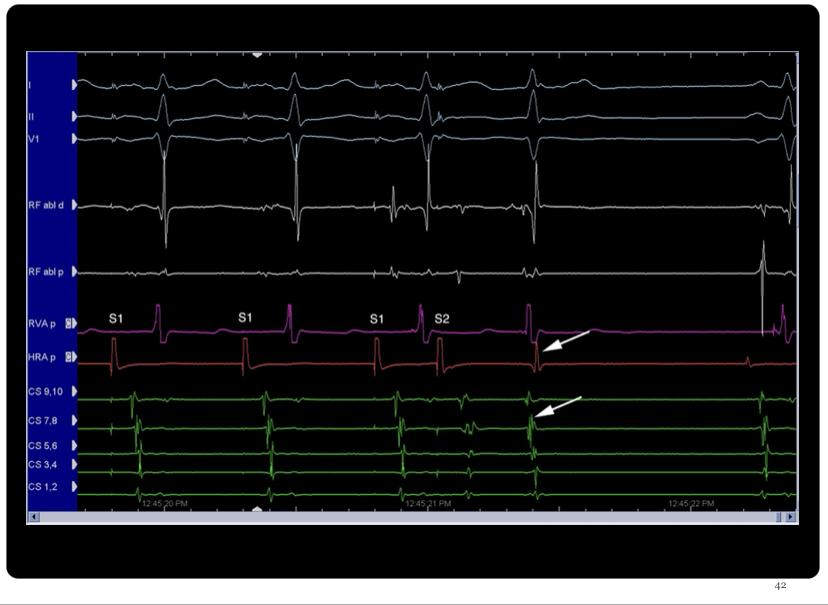 I
II
V1
RF abl d
RF abl p
S1 S1 S1 S2
RVA p
HRA p
CS 9,10
CS 7,8
CS 5,6
CS 3,4
CS 1,2
12:45:20 PM 12:45:21 PM 12:45:22 PM
42